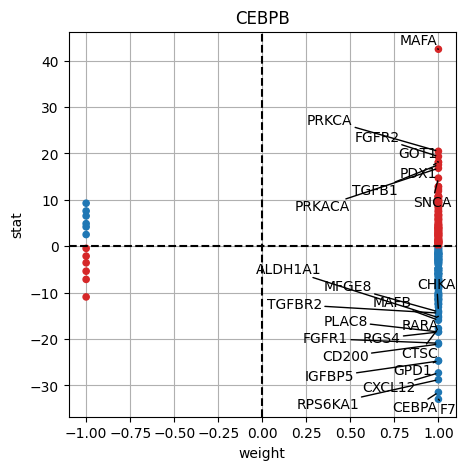 CEBPB
MAFA
40
30
PRKCA
FGFR2
20
GOT1
PDX1
TGFB1
10
SNCA
PRKACA
stat
0
ALDH1A1
CHKA
MFGE8
−10
MAFB
TGFBR2
PLAC8
RARA
FGFR1
RGS4
−20
CD200
CTSC
GPD1
IGFBP5
CXCL12
−30
RPS6KA1
CEBPA
F7
−1.00 −0.75 −0.50 −0.25 0.00 0.25 0.50 0.75 1.00
weight